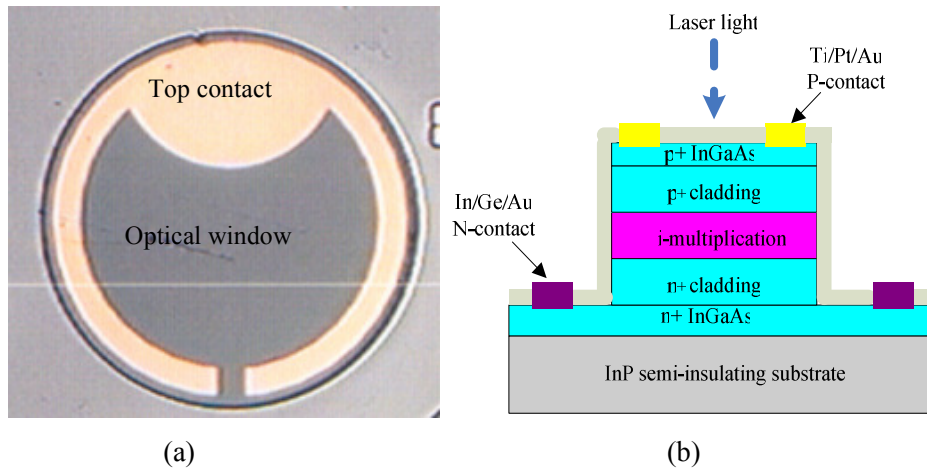 Top contact
Optical window
(a)
Laser light
Ti/Pt/Au
P-contact
p+ InGaAs
p+ cladding
In/Ge/Au
N-contact
i-multiplication
n+ cladding
n+ InGaAs
InP semi-insulating substrate
(b)